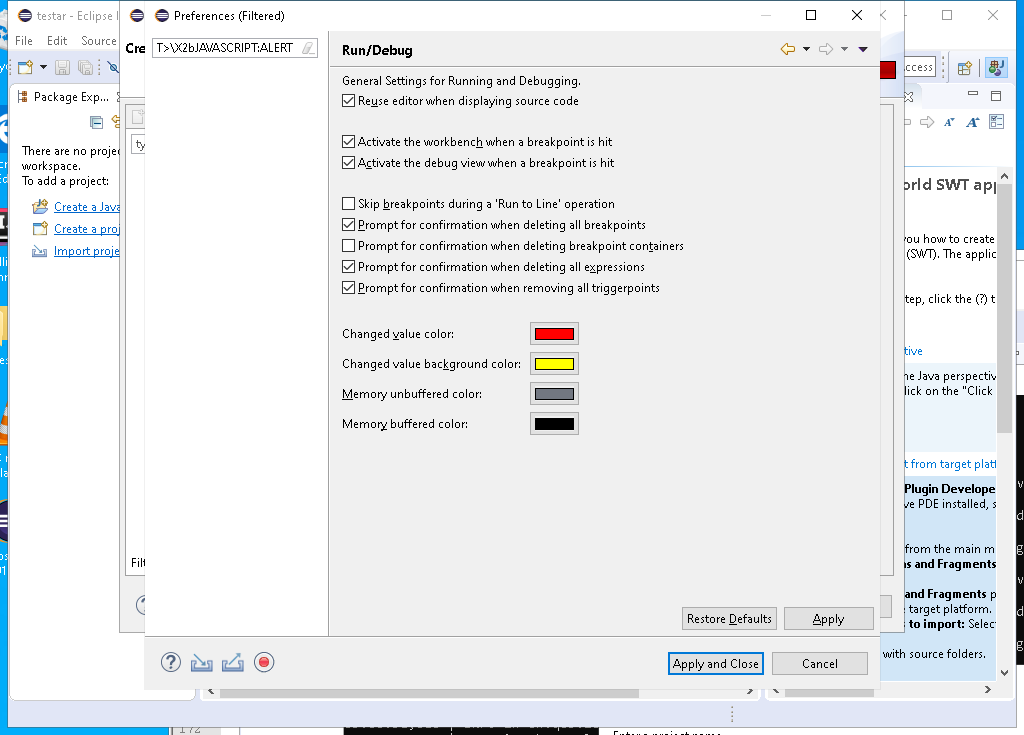 testar - Eclipse I
Preferences (Filtered)
File Edit Source
Cre
T>\X2bJAVASCRIPT:ALERT
Run/Debug
ccess
Package Exp...
General Settings for Running and Debugging.
Reuse editor when displaying source code
Activate the workbench when a breakpoint is hit
Activate the debug view when a breakpoint is hit
ty
There are no projec
workspace.
To add a project:
Create a Java
Create a proj
Import proje
Skip breakpoints during a 'Run to Line' operation
Prompt for confirmation when deleting all breakpoints
Prompt for confirmation when deleting breakpoint containers
Prompt for confirmation when deleting all expressions
Prompt for confirmation when removing all triggerpoints
orld SWT app
you how to create
(SWT). The applic
tep, click the (?) t
Changed value color:
Changed value background color:
Memory unbuffered color:
Memory buffered color:
tive
he Java perspectiv
lick on the "Click
t from target platf
Plugin Develope
ve PDE installed, s
from the main m
ns and Fragments
and Fragments p
target platform.
s to import: Selec
with source folders.
Filt
Restore Defaults
Apply
Apply and Close
Cancel
172
Enter a project name